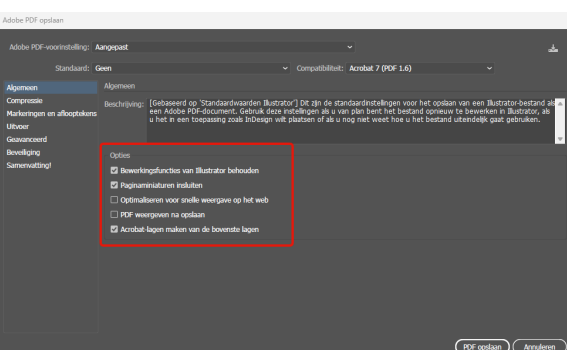 Adobe PDF opslaan
Adobe PDF-voorinstelling: Aangepast
Standaard: Geen
Compatibiliteit: Acrobat 7 (PDF 1.6)
Algemeen
Compressie
Markeringen en aflooptekens
Uitvoer
Geavanceerd
Beveiliging
Samenvatting!
Algemeen
Beschrijving:
[Gebaseerd op 'Standaardwaarden Illustrator'] Dit zijn de standaardinstellingen voor het opslaan van een Illustrator-bestand als
een Adobe PDF-document. Gebruik deze instellingen als u van plan bent het bestand opnieuw te bewerken in Illustrator, als
u het in een toepassing zoals InDesign wilt plaatsen of als u nog niet weet hoe u het bestand uiteindelijk gaat gebruiken.
Opties
Bewerkingsfuncties van Illustrator behouden
Paginaminiaturen insluiten
Optimaliseren voor snelle weergave op het web
PDF weergeven na opslaan
Acrobat-lagen maken van de bovenste lagen
PDF opslaan
Annuleren